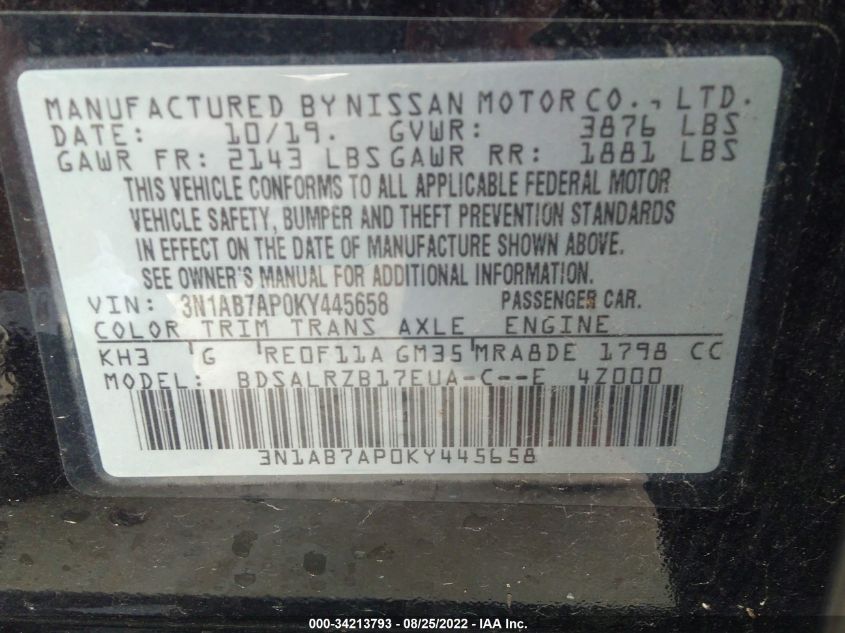 MANUFACTURED BY NISSAN MOTOR CO., LTD.
DATE: 10/19. GVWR: 3876 LBS
GAWR FR: 2143 LBS GAWR RR: 1881 LBS
THIS VEHICLE CONFORMS TO ALL APPLICABLE FEDERAL MOTOR
VEHICLE SAFETY, BUMPER AND THEFT PREVENTION STANDARDS
IN EFFECT ON THE DATE OF MANUFACTURE SHOWN ABOVE.
SEE OWNER'S MANUAL FOR ADDITIONAL INFORMATION.
VIN: 3N1AB7AP0KY445658 PASSENGER CAR.
COLOR TRIM TRANS AXLE ENGINE
KH3 G RE0F11A GM35 MRA8DE 1798 CC
MODEL: BDSALRZB17EUA-C--E 4Z000
3N1AB7AP0KY445658
000-34213793 - 08/25/2022 - IAA Inc.